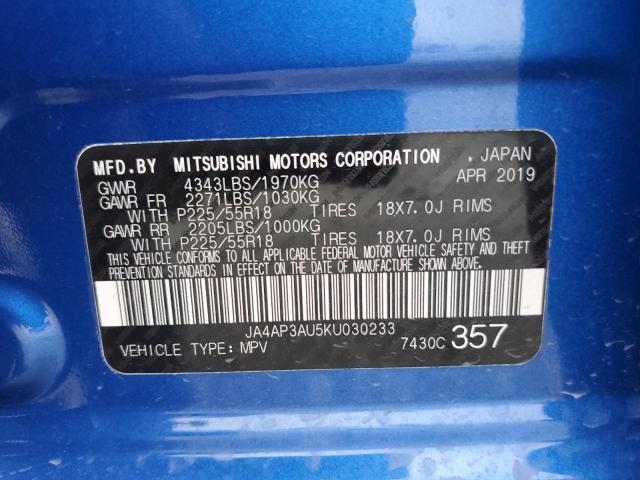 MFD.BY MITSUBISHI MOTORS CORPORATION , JAPAN
GVWR 4343LBS/1970KG APR 2019
GAWR FR 2271LBS/1030KG
WITH P225/55R18 TIRES 18X7.0J RIMS
GAWR RR 2205LBS/1000KG
WITH P225/55R18 TIRES 18X7.0J RIMS
THIS VEHICLE CONFORMS TO ALL APPLICABLE FEDERAL MOTOR VEHICLE SAFETY AND THEFT
PREVENTION STANDARDS IN EFFECT ON THE DATE OF MANUFACTURE SHOWN ABOVE.
JA4AP3AU5KU030233
VEHICLE TYPE: MPV 7430C 357